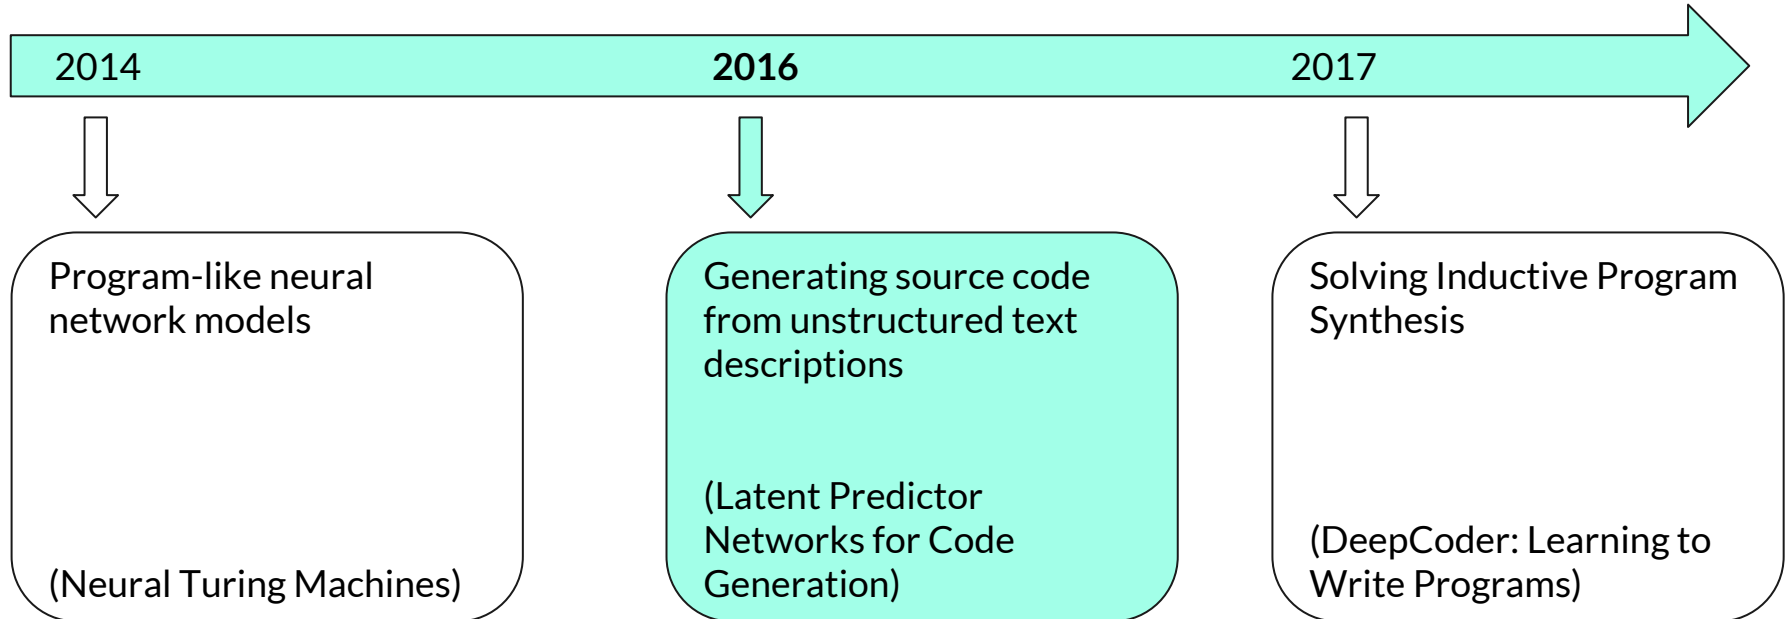 2014
2016
2017
Program-like neural
network models
(Neural Turing Machines)
Generating source code
from unstructured text
descriptions
(Latent Predictor
Networks for Code
Generation)
Solving Inductive Program
Synthesis
(DeepCoder: Learning to
Write Programs)